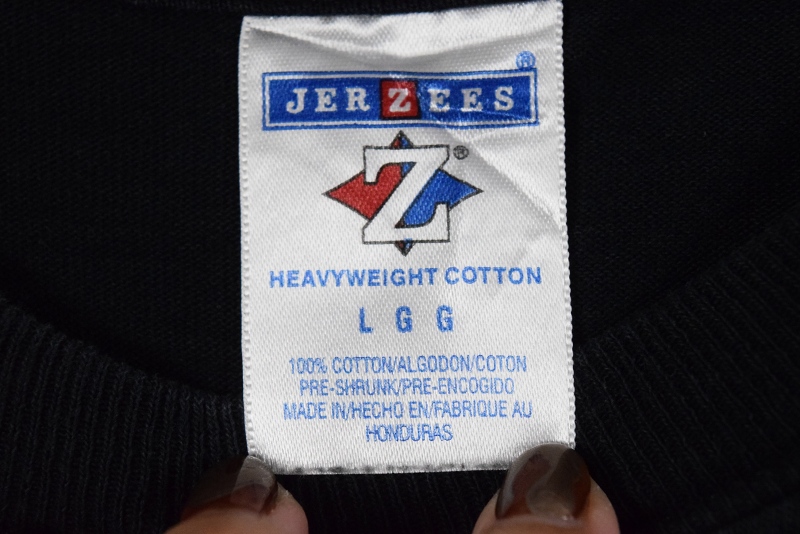 JERZEES®
Z®
HEAVYWEIGHT COTTON
L G G
100% COTTON/ALGODON/COTON
PRE-SHRUNK/PRE-ENCOGIDO
MADE IN/HECHO EN/FABRIQUE AU
HONDURAS